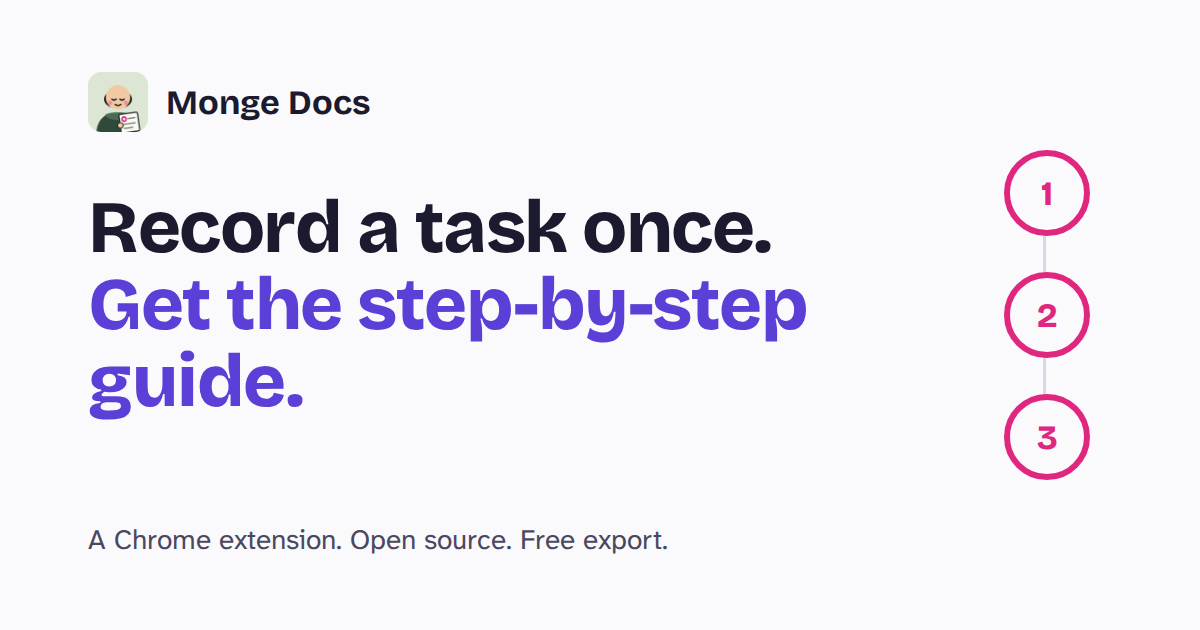 Monge Docs
Record a task once.
Get the step-by-step
guide.
1
2
3
A Chrome extension. Open source. Free export.